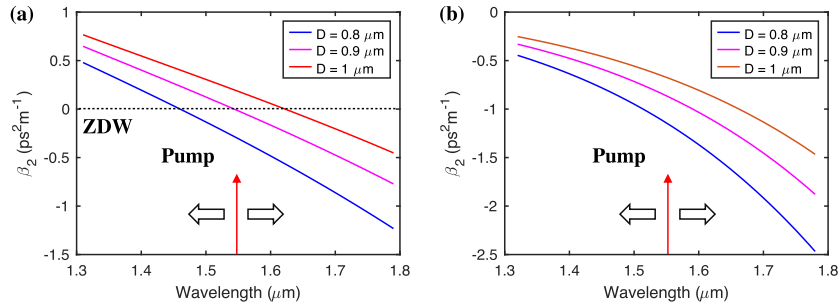 (a)
1
0.5
0
-0.5
-1
-1.5
β2 (ps2m-1)
D = 0.8 μm
D = 0.9 μm
D = 1 μm
ZDW
Pump
1.3 1.4 1.5 1.6 1.7 1.8
Wavelength (μm)
(b)
0
-0.5
-1
-1.5
-2
-2.5
β2 (ps2m-1)
D = 0.8 μm
D = 0.9 μm
D = 1 μm
Pump
1.3 1.4 1.5 1.6 1.7 1.8
Wavelength (μm)